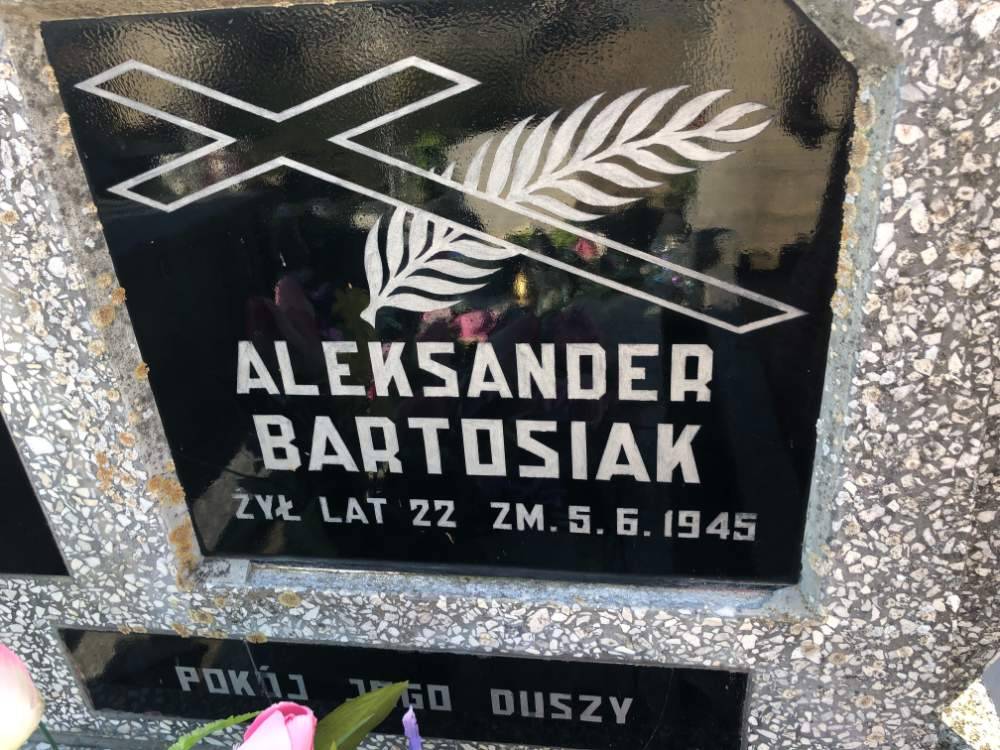 ALEKSANDER
BARTOSIAK
ŻYŁ LAT 22 ZM. 5.6.1945
POKÓJ JEGO DUSZY